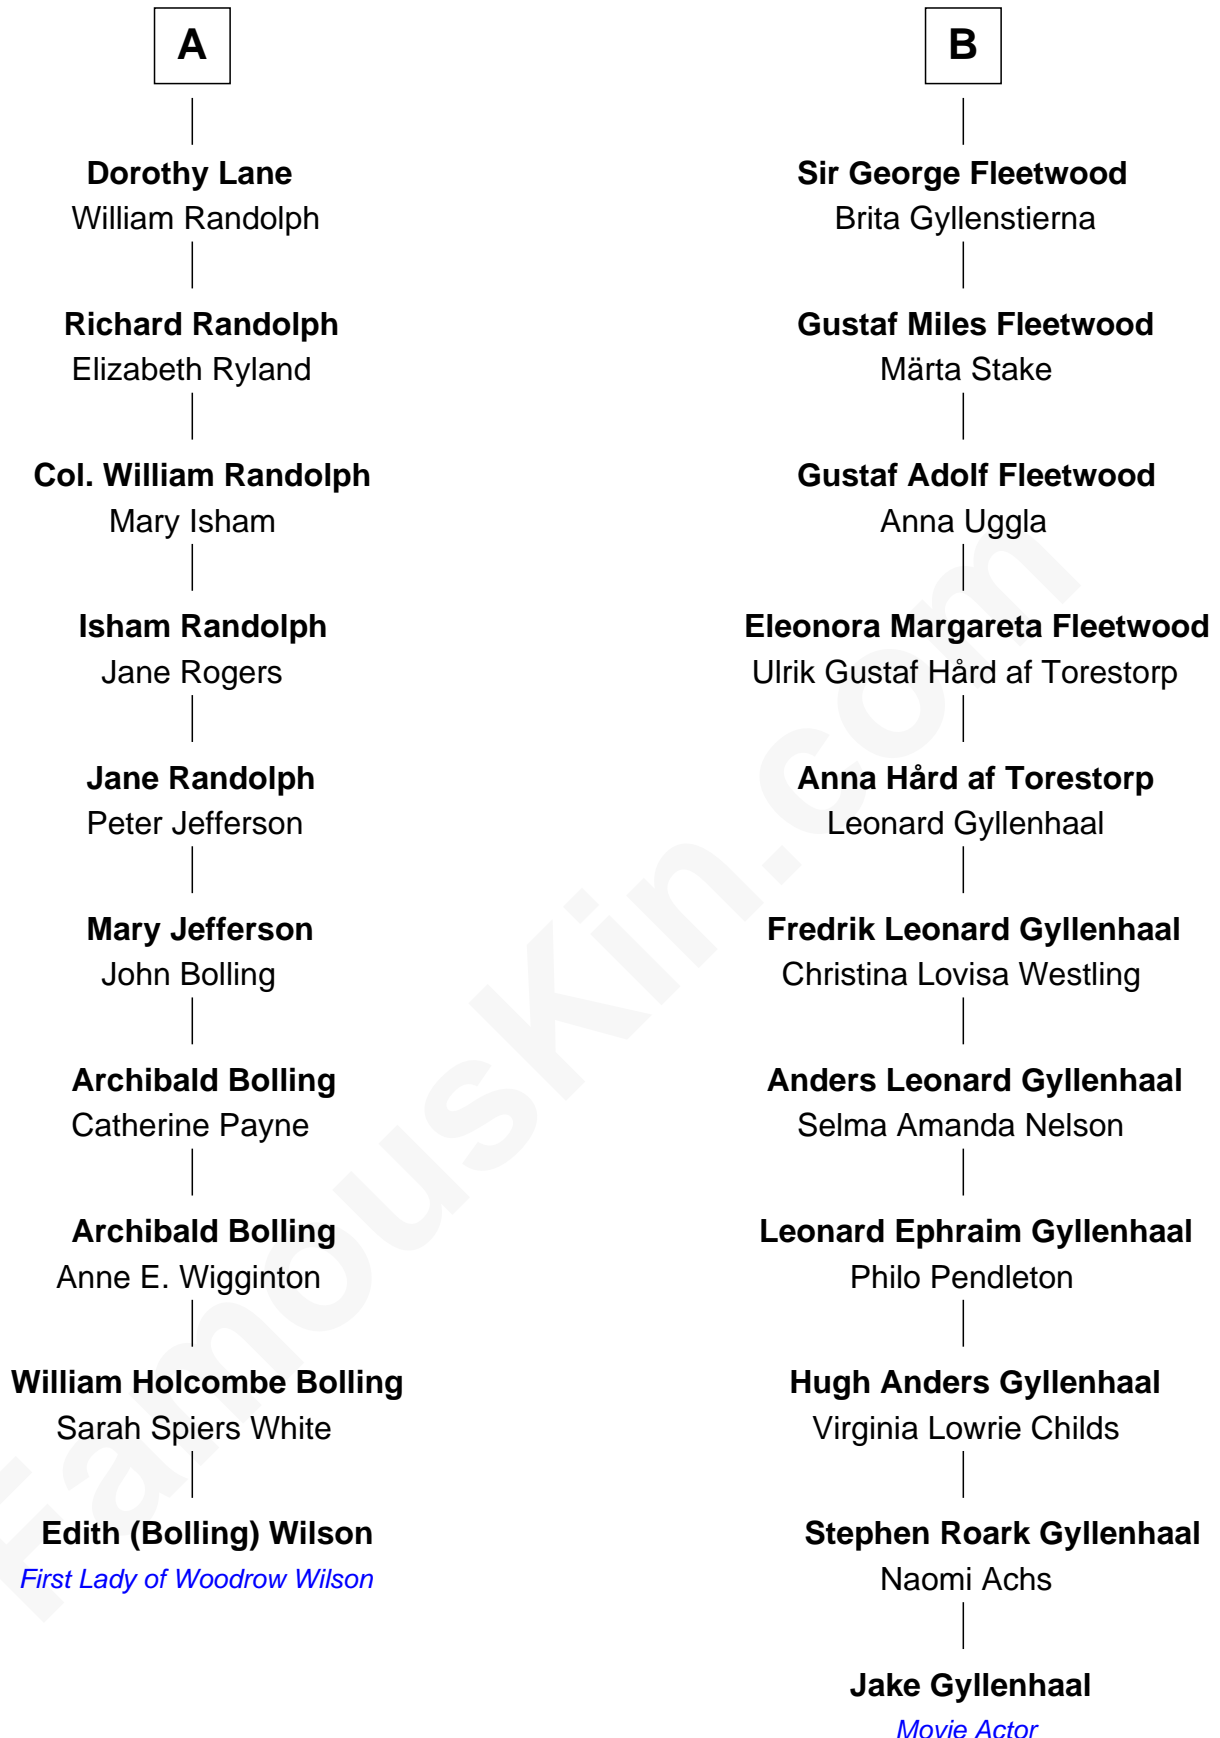 A
Dorothy Lane
William Randolph
Richard Randolph
Elizabeth Ryland
Col. William Randolph
Mary Isham
Isham Randolph
Jane Rogers
Jane Randolph
Peter Jefferson
Mary Jefferson
John Bolling
Archibald Bolling
Catherine Payne
Archibald Bolling
Anne E. Wigginton
William Holcombe Bolling
Sarah Spiers White
Edith (Bolling) Wilson
First Lady of Woodrow Wilson
B
Sir George Fleetwood
Brita Gyllenstierna
Gustaf Miles Fleetwood
Märta Stake
Gustaf Adolf Fleetwood
Anna Uggla
Eleonora Margareta Fleetwood
Ulrik Gustaf Hård af Torestorp
Anna Hård af Torestorp
Leonard Gyllenhaal
Fredrik Leonard Gyllenhaal
Christina Lovisa Westling
Anders Leonard Gyllenhaal
Selma Amanda Nelson
Leonard Ephraim Gyllenhaal
Philo Pendleton
Hugh Anders Gyllenhaal
Virginia Lowrie Childs
Stephen Roark Gyllenhaal
Naomi Achs
Jake Gyllenhaal
Movie Actor
FamousKin.com